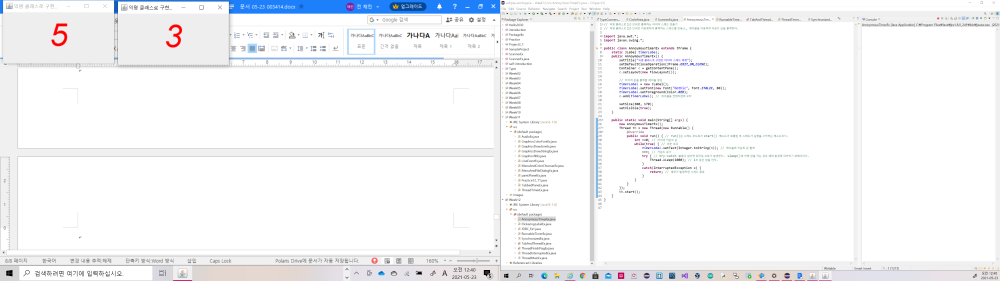 익명 클래스로 구현...
5
익명 클래스로 구현...
3
문서 05-23 003414.docx
채린 전 채린
업그레이드
Google 검색
공유
설정
가나다AaBbC
표준
가나다AaBbC
간격 없음
가나다A
제목
가나다Aal
제목 1
가나다AaBbC
제목 2
7 8 9 10 11 12 13 14 15 16 17
2
1
0
8/8 페이지
한국어
변경 내용 추적:해제
단축키 방식:Word 방식
삽입
Caps Lock
Polaris Drive에 문서가 자동 저장됩니다.
160%
검색하려면 여기에 입력하십시오.
A
오전 12:40
2021-05-23
5
eclipse-workspace - Week12/src/AnnoymousTimerEx.java - Eclipse IDE
File Edit Source Refactor Navigate Search Project Run Window Help
Package Explorer
Hello2030
introduction
PackageEx
Practice
Project3_1
SampleProject
ScannerEx
ScannerEx.java
self-introduction
Type
Week02
Week03
Week04
Week05
Week06
Week07
Week08
Week09
Week10
Week11
JRE System Library [JavaSE-1.8]
src
(default package)
AudioEx.java
GraphicsColorFontEx.java
GraphicsDrawLineEx.java
GraphicsDrawStringEx.java
GraphicsfillEx.java
LineEventEx.java
MenuAndColorChooserEx.java
MenuAndFileDialogEx.java
paintPanelEx.java
Practice12_11.java
TabbedPaneEx.java
ThreadTimerEx.java
images
Week12
JRE System Library [JavaSE-1.8]
src
(default package)
AnnoymousTimerEx.java
FlickeringLabelEx.java
JDBC_Ex1.java
RunnableTimerEx.java
SynchronizedEx.java
TabAndThreadEx.java
ThreadFinishFlagEx.java
ThreadInterruptedEx.java
ThreadMainEx.java
Referenced Libraries
TypeConvers...
CircleArea.java
ScannerEx.java
AnnoymousTim...
RunnableTime...
TabAndThread...
ThreadTimer...
Synchronized...
1 // 익명 클래스로 1초 단위로 출력하는 타이머 스레드 만들기
2 // 익명 클래스로 1초 단위로 카운팅하여 출력하는 스레드를 만들고, 레이블을 이용하여 카운트 값을 출력한다.
3
4 import java.awt.*;
5 import javax.swing.*;
6
7 public class AnnoymousTimerEx extends JFrame {
8 static JLabel timerLabel;
9 public AnnoymousTimerEx() {
10 setTitle("익명 클래스로 구현한 타이머 스레드 예제");
11 setDefaultCloseOperation(JFrame.EXIT_ON_CLOSE);
12 Container c = getContentPane();
13 c.setLayout(new FlowLayout());
14
15 // 타이머 값을 출력할 레이블 생성
16 timerLabel = new JLabel();
17 timerLabel.setFont(new Font("Gothic", Font.ITALIC, 80));
18 timerLabel.setForeground(Color.RED);
19 c.add(timerLabel); // 레이블을 컨텐트팬에 부착
20
21 setSize(300, 170);
22 setVisible(true);
23 }
24
25 public static void main(String[] args) {
26 new AnnoymousTimerEx();
27 Thread th = new Thread(new Runnable() {
28 @Override
29 public void run() { // run()은 스레드 코드로서 start() 메소드가 호출된 후 스레드가 실행을 시작하는 메소드이다.
30 int n=0; // 타이머 카운트 값
31 while(true) { // 무한 루프
32 timerLabel.setText(Integer.toString(n)); // 레이블에 카운트 값 출력
33 n++; // 카운트 증가
34 try { // try-catch 블록이 없으면 컴파일 오류가 발생한다. sleep()에 의해 잠을 자는 경우 예외 발생에 대비하기 위해서이다.
35 Thread.sleep(1000); // 1초 동안 잠을 잔다.
36 }
37 catch(InterruptedException e) {
38 return; // 예외가 발생하면 스레드 종료
39 }
40 }
41 }
42 });
43 th.start();
44 }
45 }
46
47
Console
AnnoymousTimerEx [Java Application] C:₩Program Files₩Java₩jre1.8.0_241₩bin₩javaw.exe (2021
Writable
Smart Insert
1 : 1 [1273]
오전 12:40
2021-05-23